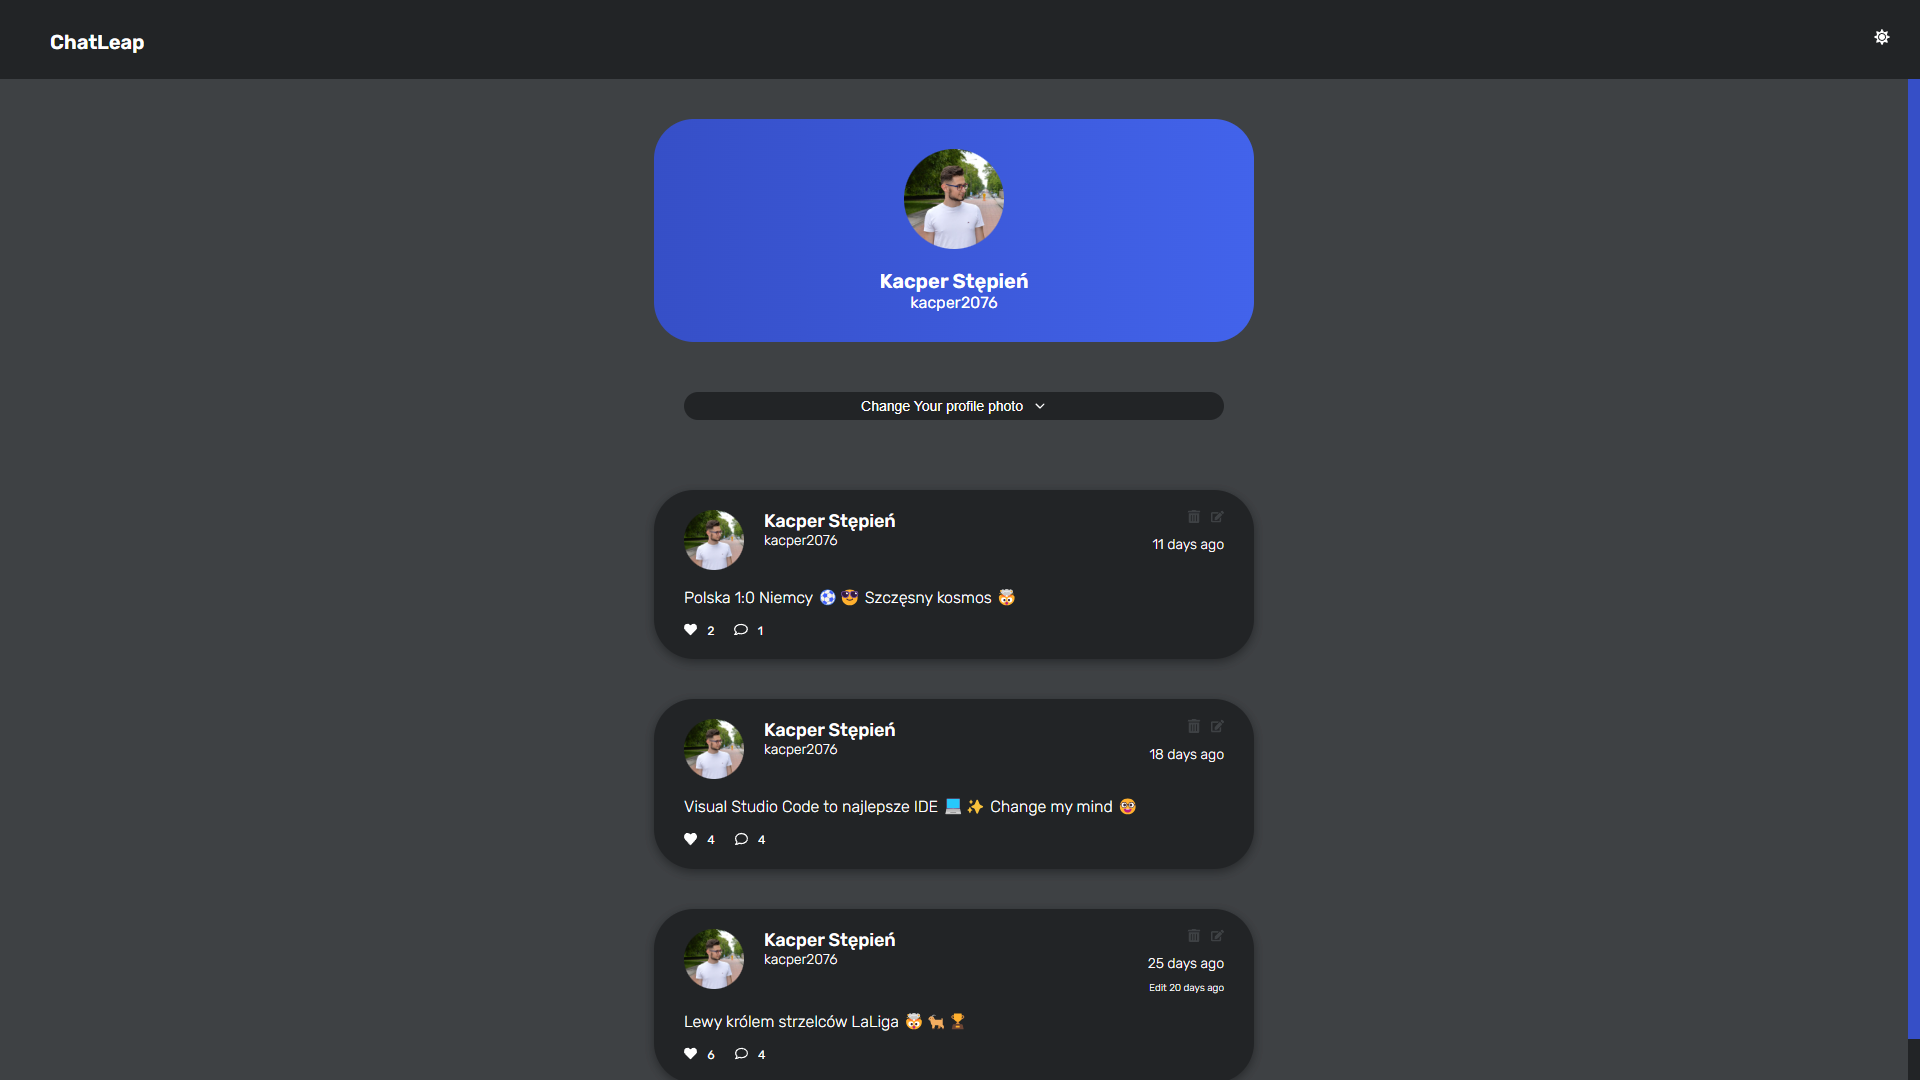 ChatLeap
Kacper Stępień
kacper2076
Change Your profile photo
Kacper Stępień
kacper2076
11 days ago
Polska 1:0 Niemcy ⚽ 😎 Szczęsny kosmos 🤯
2 1
Kacper Stępień
kacper2076
18 days ago
Visual Studio Code to najlepsze IDE 💻 ✨ Change my mind 🤓
4 4
Kacper Stępień
kacper2076
25 days ago
Edit 20 days ago
Lewy królem strzelców LaLiga 🤯 🐐 🏆
6 4